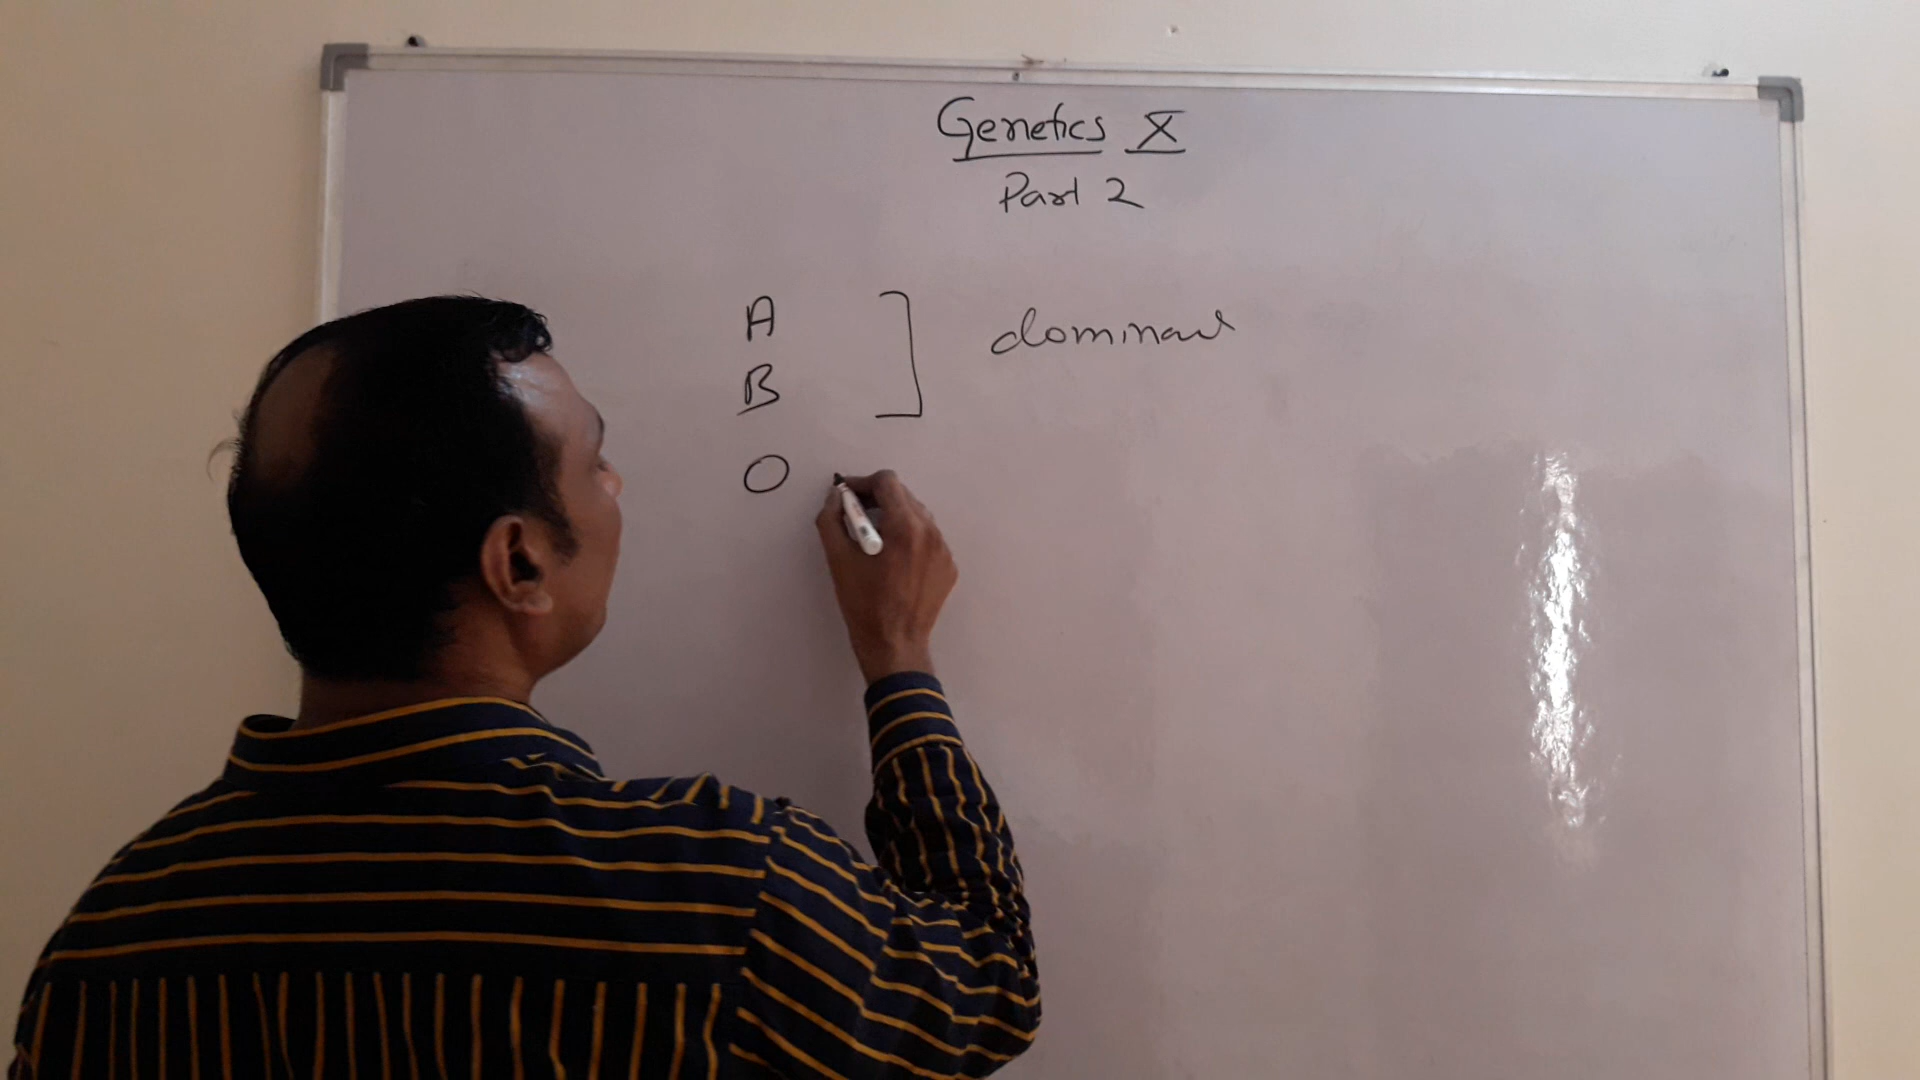 Genetics X
Part 2
A
B
dominant
O